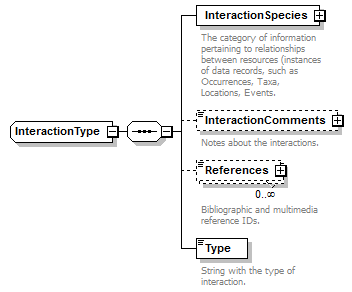 InteractionSpecies
The category of information
pertaining to relationships
between resources (instances
of data records, such as
Occurrences, Taxa,
Locations, Events.
InteractionType
InteractionComments
Notes about the interactions.
References
0..∞
Bibliographic and multimedia
reference IDs.
Type
String with the type of
interaction.